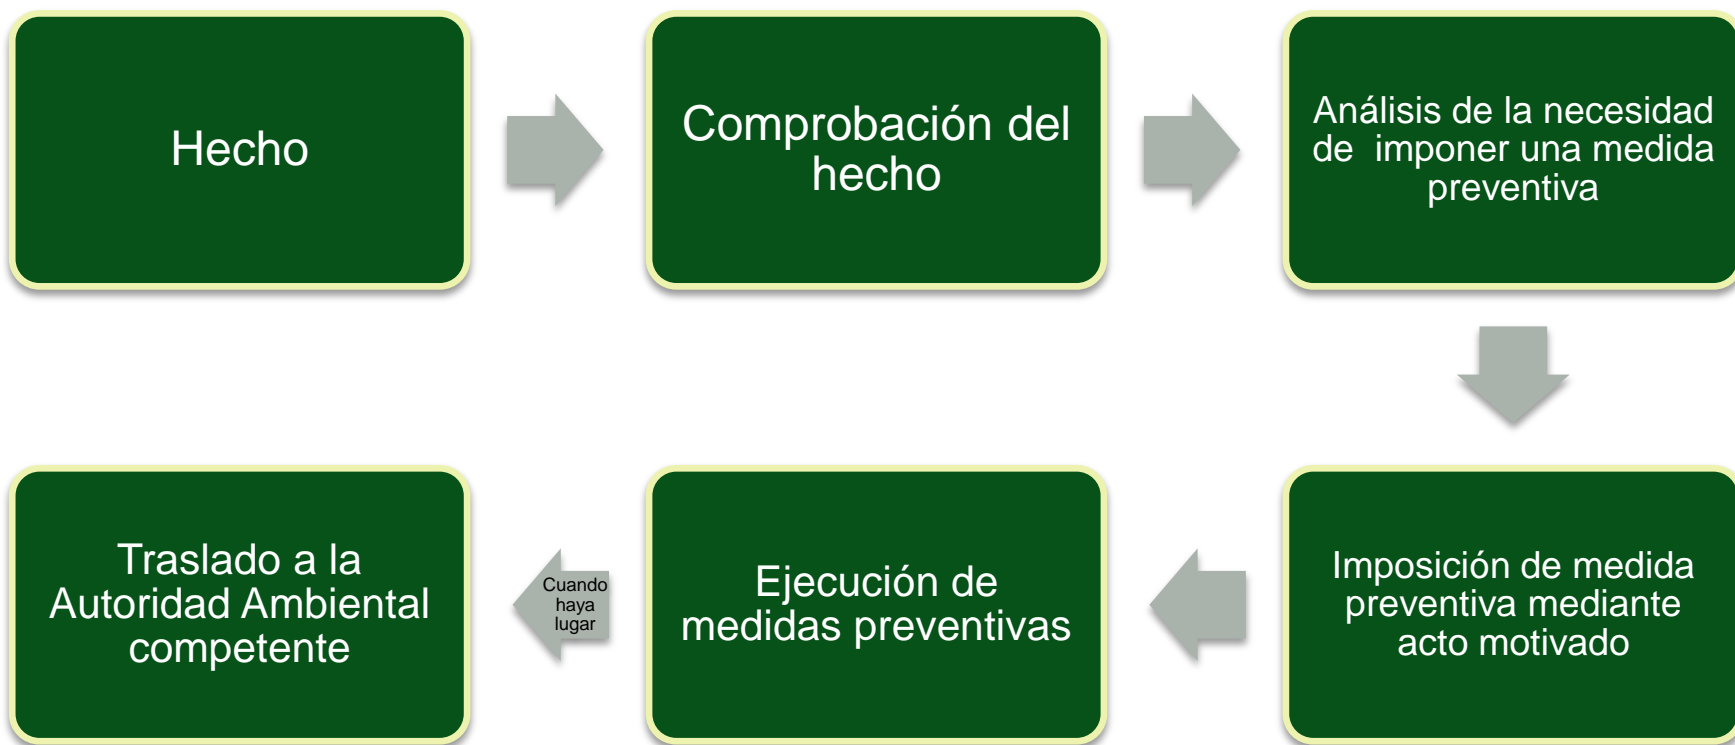 Hecho
Comprobación del
hecho
Análisis de la necesidad
de  imponer una medida
preventiva
Imposición de medida
preventiva mediante
acto motivado
Ejecución de
medidas preventivas
Cuando
haya
lugar
Traslado a la
Autoridad Ambiental
competente